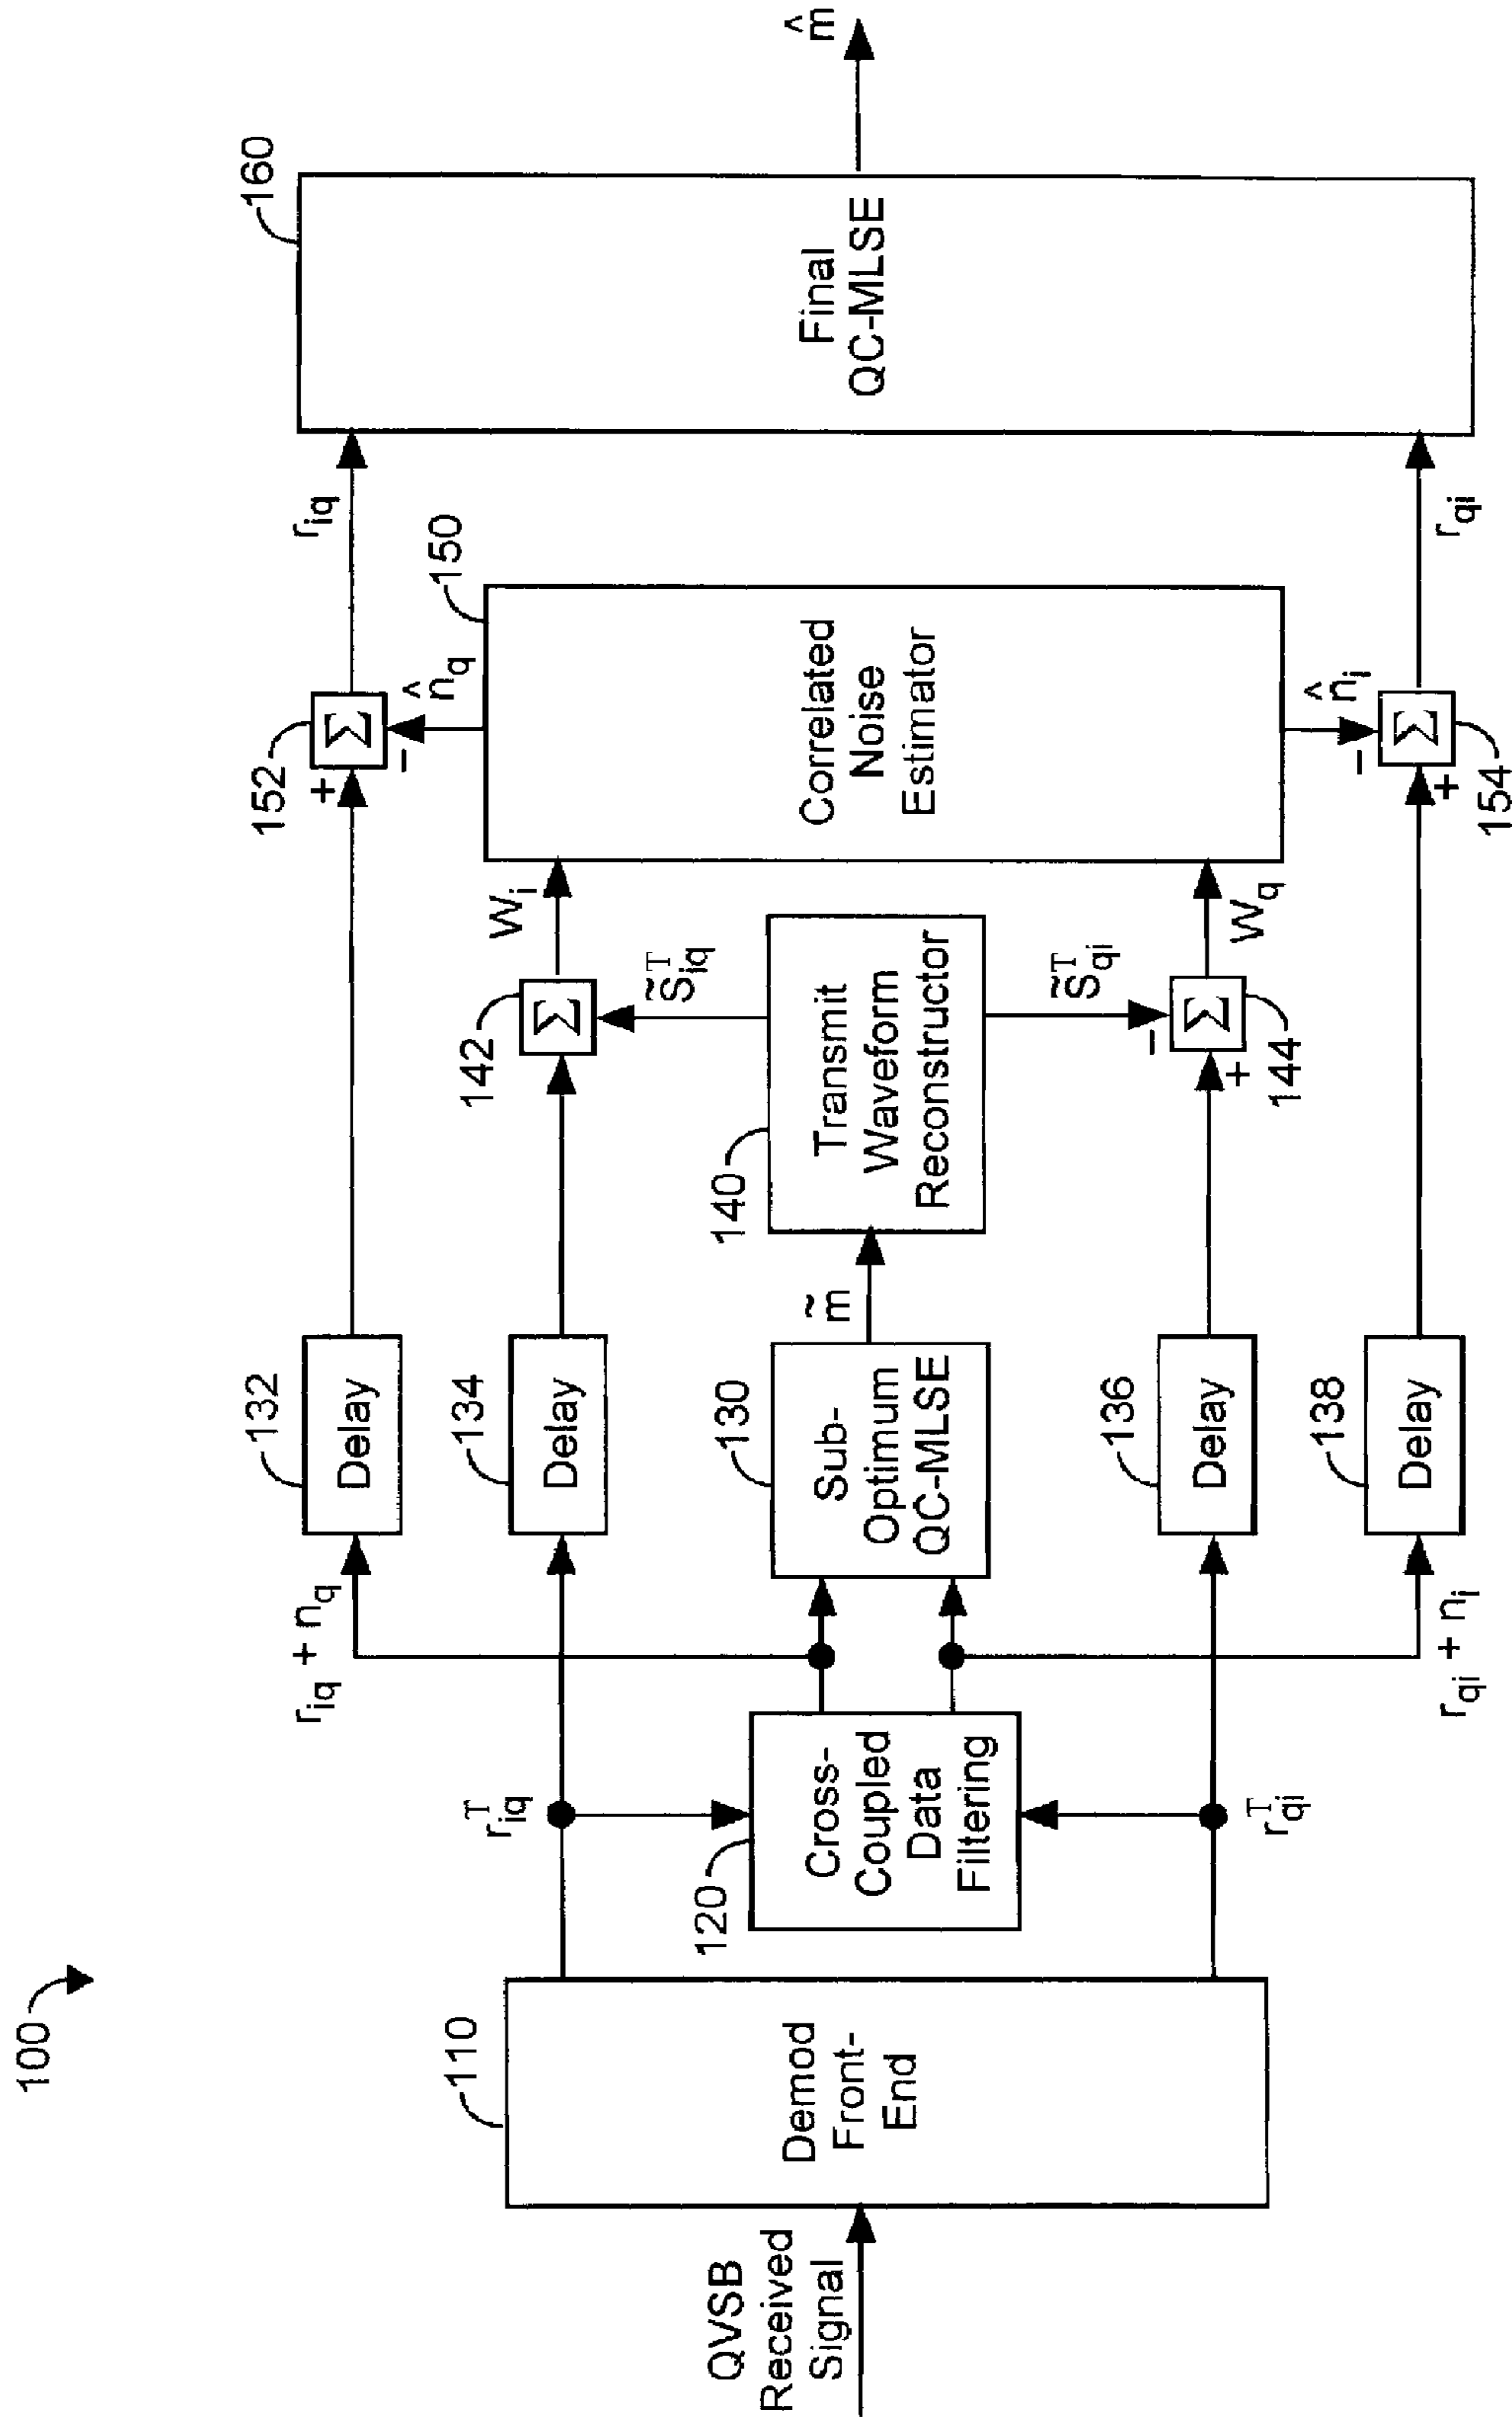 100
QVSB
Received
Signal
110
Demod
Front-
End
r_iq^T
r_qi^T
120
Cross-
Coupled
Data
Filtering
r_iq + n_q
r_qi + n_i
132
Delay
134
Delay
130
Sub-
Optimum
QC-MLSE
136
Delay
138
Delay
m̃
140
Transmit
Waveform
Reconstructor
S̃_iq^T
S̃_qi^T
142
Σ
144
Σ
+
−
W_i
W_q
150
Correlated
Noise
Estimator
152
Σ
+
−
n̂_q
154
Σ
+
−
n̂_i
r_iq
r_qi
160
Final
QC-MLSE
m̂